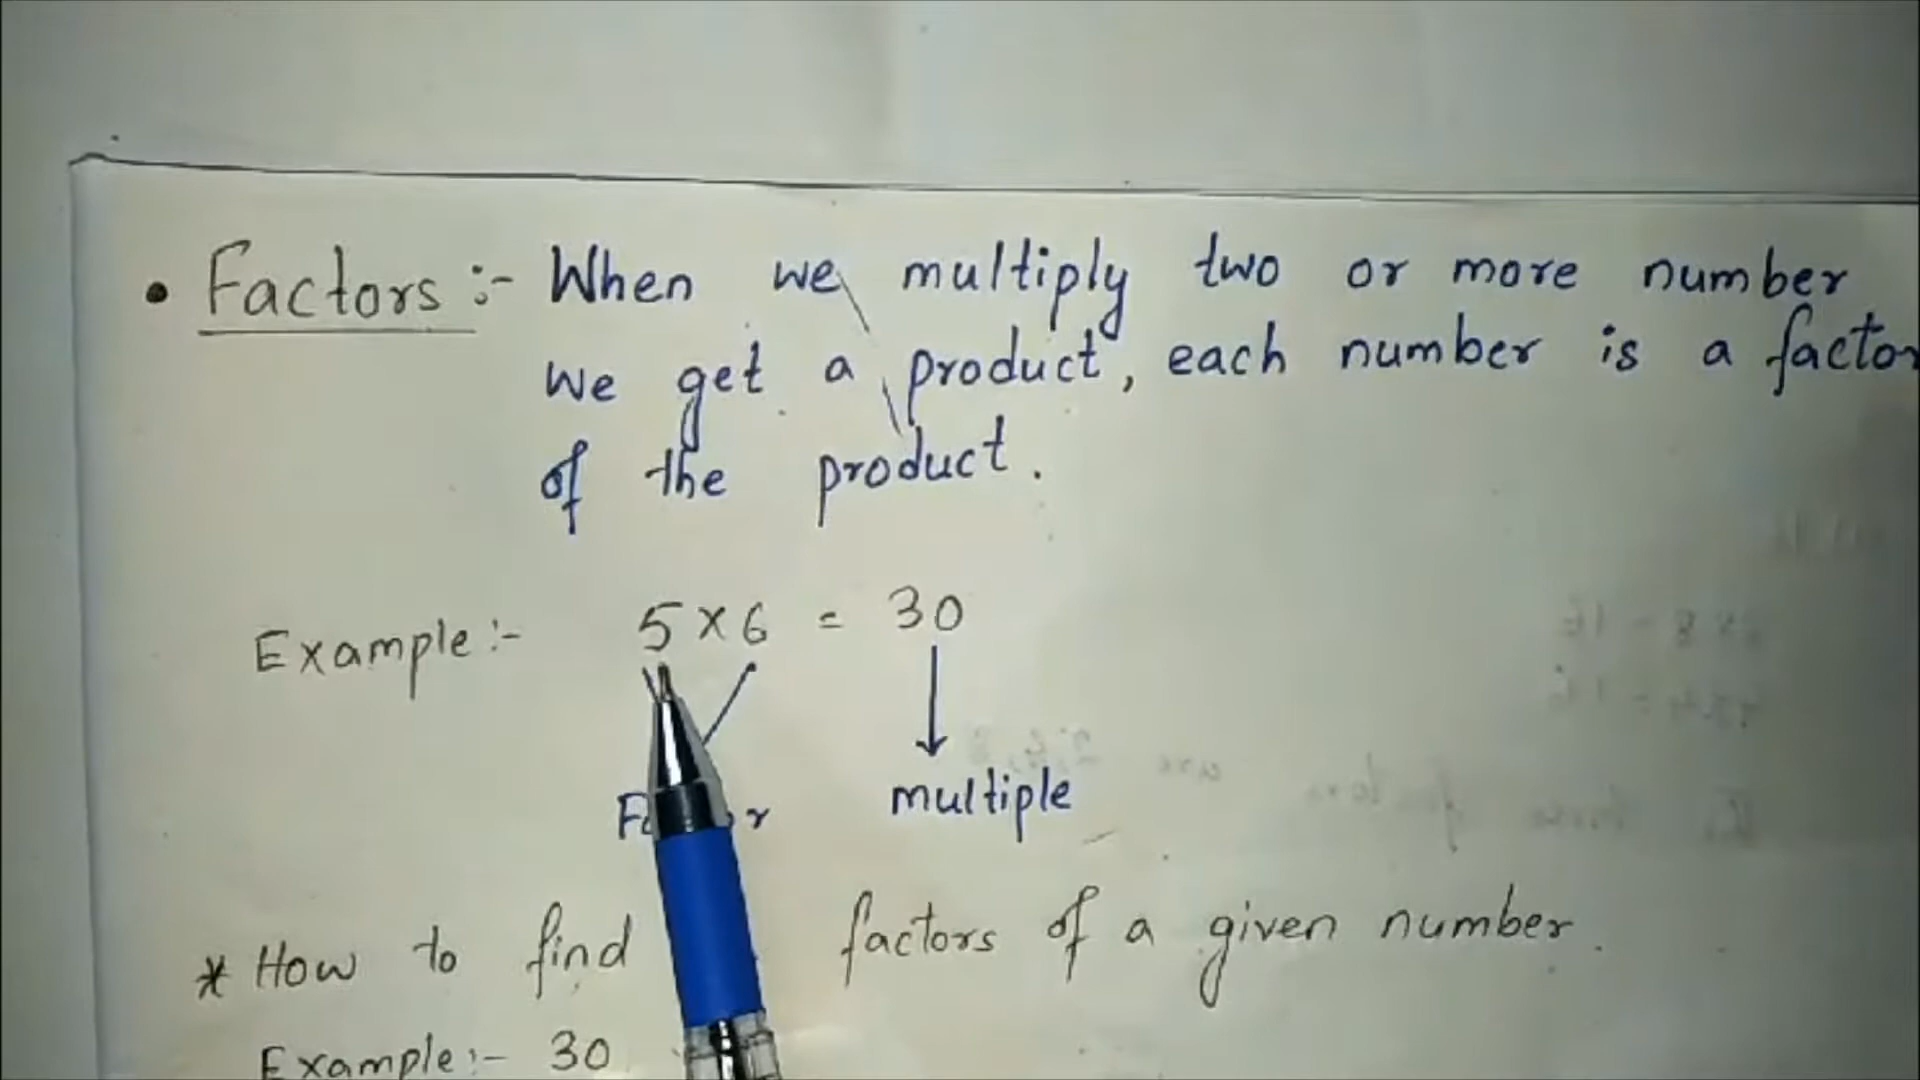 • Factors :- When we multiply two or more number
we get a product, each number is a factor
of the product.
Example :- 5 × 6 = 30
multiple
* How to find factors of a given number.
Example :- 30